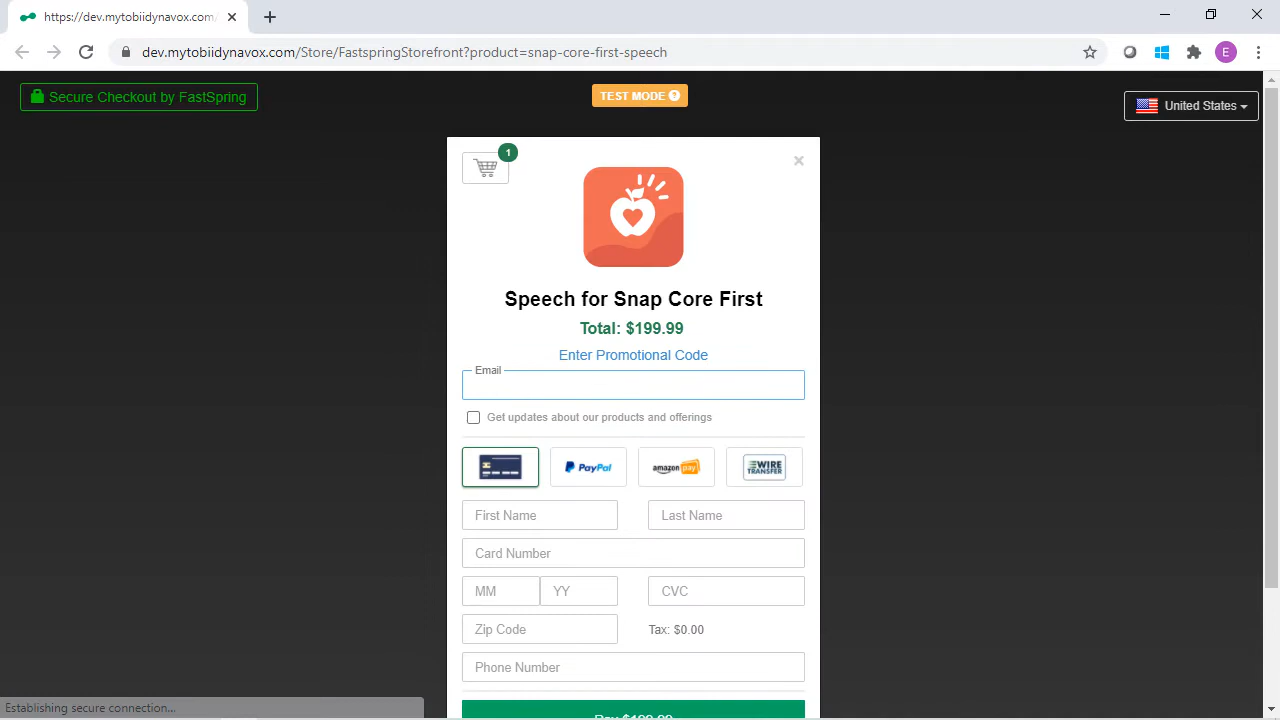 https://dev.mytobiidynavox.com
dev.mytobiidynavox.com/Store/FastspringStorefront?product=snap-core-first-speech
E
Secure Checkout by FastSpring
TEST MODE ?
United States
1
×
Speech for Snap Core First
Total: $199.99
Enter Promotional Code
Email
Get updates about our products and offerings
PayPal
amazon pay
WIRE TRANSFER
First Name
Last Name
Card Number
MM
YY
CVC
Zip Code
Tax: $0.00
Phone Number
Pay $199.99
Establishing secure connection...